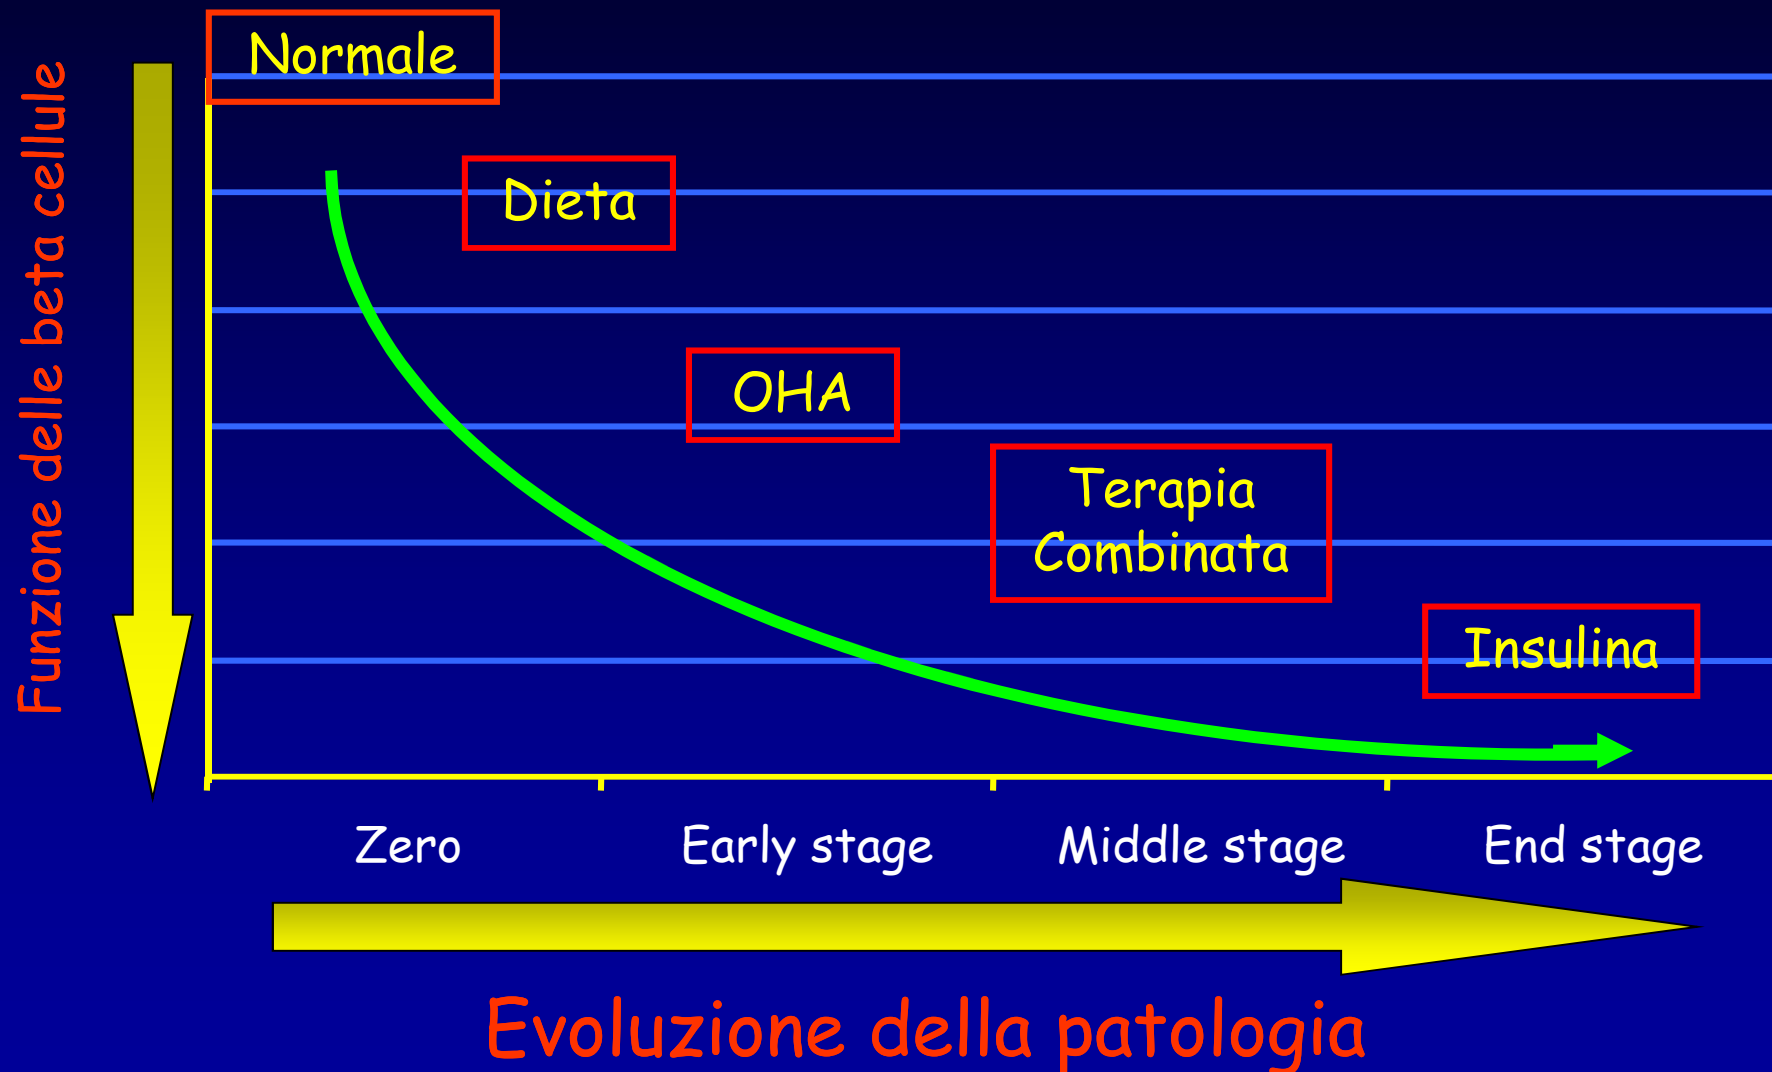 Normale
Funzione delle beta cellule
Dieta
OHA
Terapia
Combinata
Insulina
Zero
Early stage
Middle stage
End stage
Evoluzione della patologia